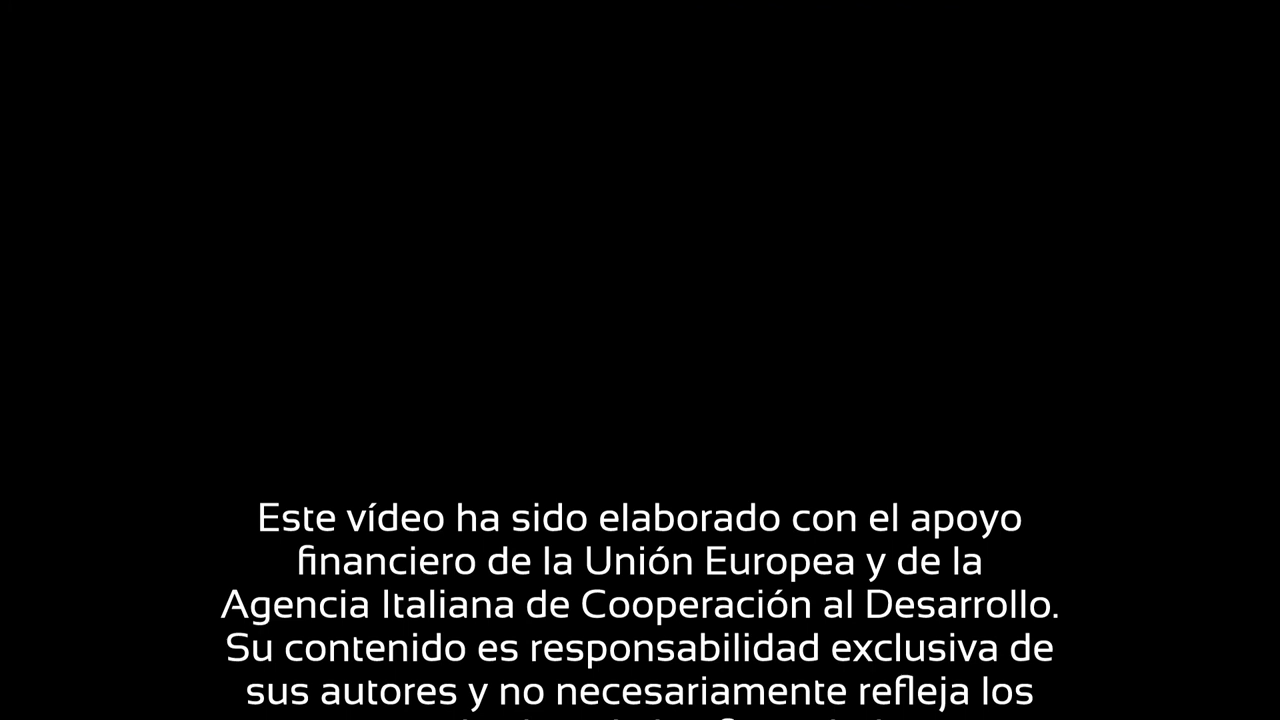 Este vídeo ha sido elaborado con el apoyo
financiero de la Unión Europea y de la
Agencia Italiana de Cooperación al Desarrollo.
Su contenido es responsabilidad exclusiva de
sus autores y no necesariamente refleja los